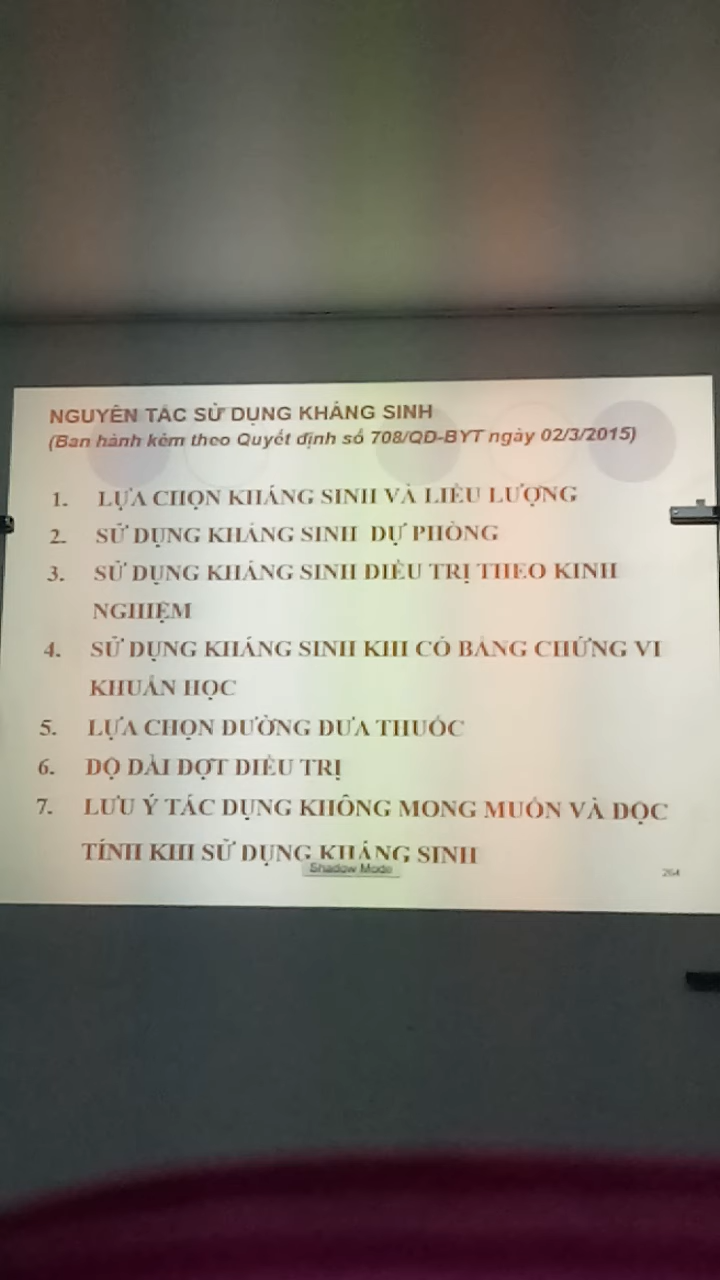 NGUYÊN TẮC SỬ DỤNG KHÁNG SINH
(Ban hành kèm theo Quyết định số 708/QĐ-BYT ngày 02/3/2015)
1. LỰA CHỌN KHÁNG SINH VÀ LIỀU LƯỢNG
2. SỬ DỤNG KHÁNG SINH DỰ PHÒNG
3. SỬ DỤNG KHÁNG SINH ĐIỀU TRỊ THEO KINH
NGHIỆM
4. SỬ DỤNG KHÁNG SINH KHI CÓ BẰNG CHỨNG VI
KHUẨN HỌC
5. LỰA CHỌN ĐƯỜNG ĐƯA THUỐC
6. ĐỘ DÀI ĐỢT ĐIỀU TRỊ
7. LƯU Ý TÁC DỤNG KHÔNG MONG MUỐN VÀ ĐỘC
TÍNH KHI SỬ DỤNG KHÁNG SINH
Shadow Mode
264